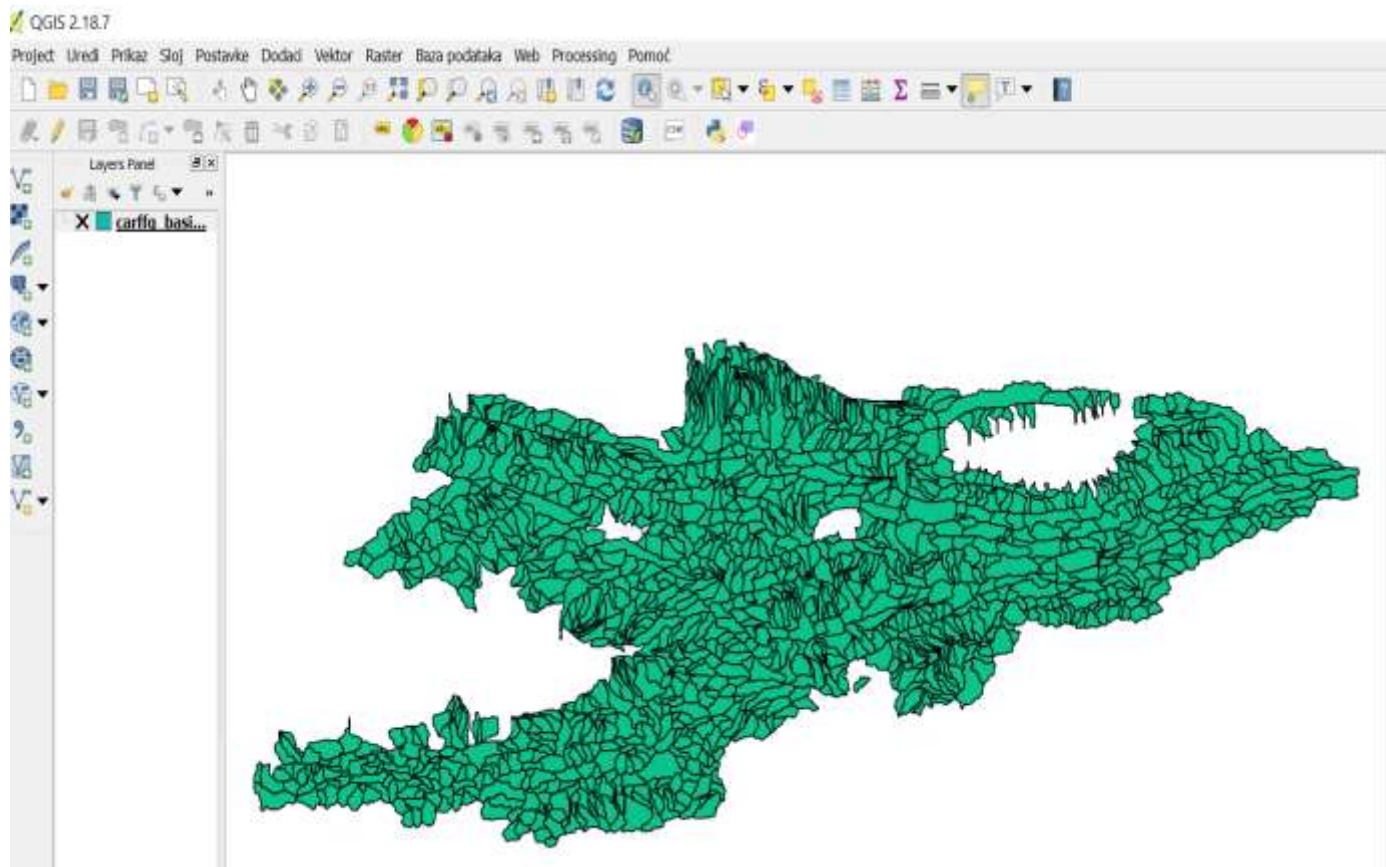 QGIS 2.18.7
Project Uredi Prikaz Sloj Postavke Dodaci Vektor Raster Baza podataka Web Processing Pomoć
Layers Panel
carffg_basi...